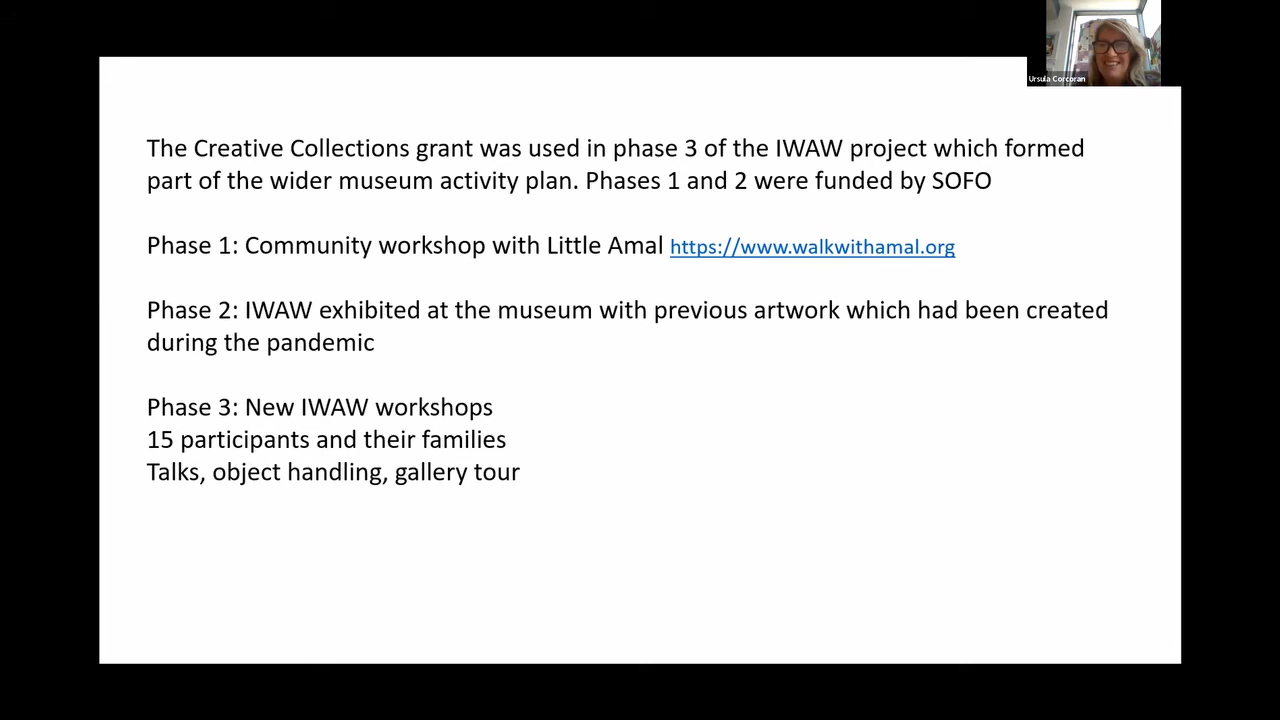 Ursula Corcoran
The Creative Collections grant was used in phase 3 of the IWAW project which formed
part of the wider museum activity plan. Phases 1 and 2 were funded by SOFO
Phase 1: Community workshop with Little Amal https://www.walkwithamal.org
Phase 2: IWAW exhibited at the museum with previous artwork which had been created
during the pandemic
Phase 3: New IWAW workshops
15 participants and their families
Talks, object handling, gallery tour